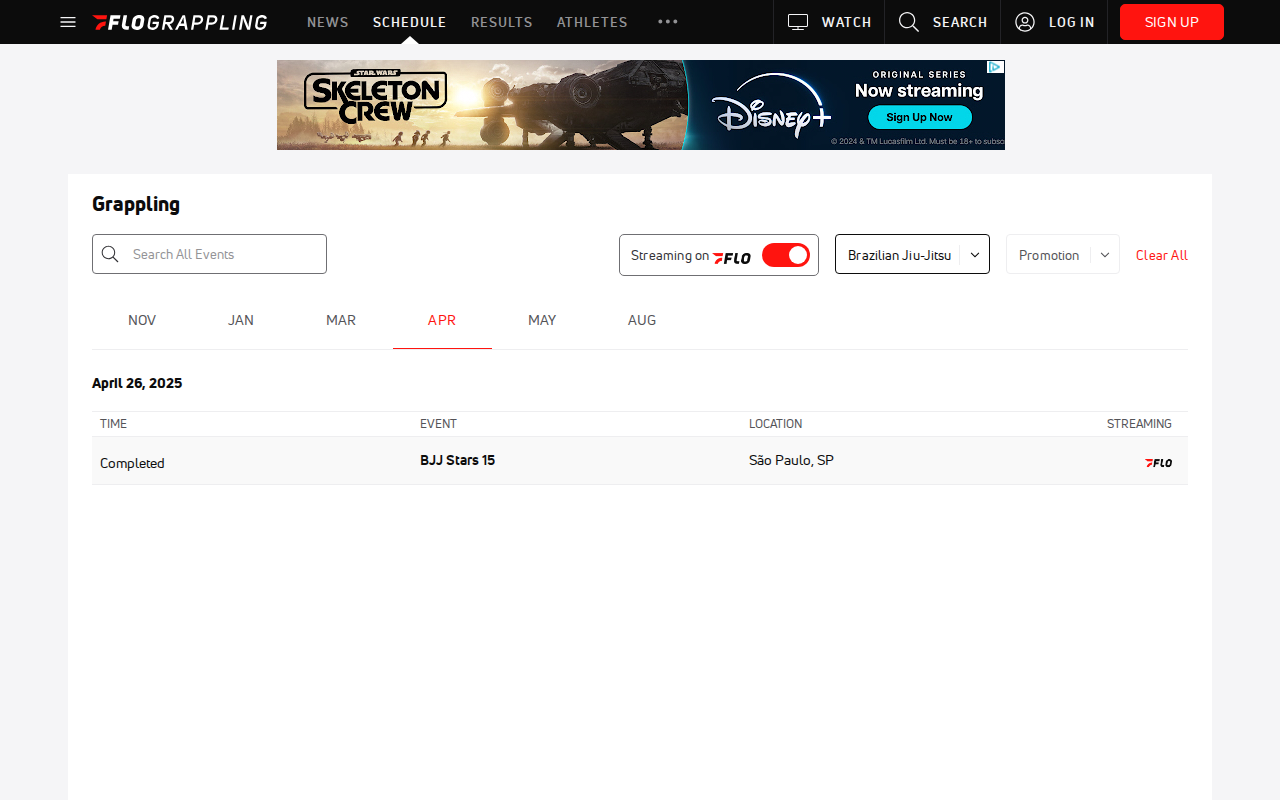 FLOGRAPPLING NEWS SCHEDULE RESULTS ATHLETES ••• WATCH SEARCH LOG IN SIGN UP
STAR WARS
SKELETON
CREW
Disney+
ORIGINAL SERIES
Now streaming
Sign Up Now
© 2024 & TM Lucasfilm Ltd. Must be 18+ to subsc
Grappling
Search All Events
Streaming on FLO
Brazilian Jiu-Jitsu
Promotion
Clear All
NOV JAN MAR APR MAY AUG
April 26, 2025
TIME EVENT LOCATION STREAMING
Completed BJJ Stars 15 São Paulo, SP FLO